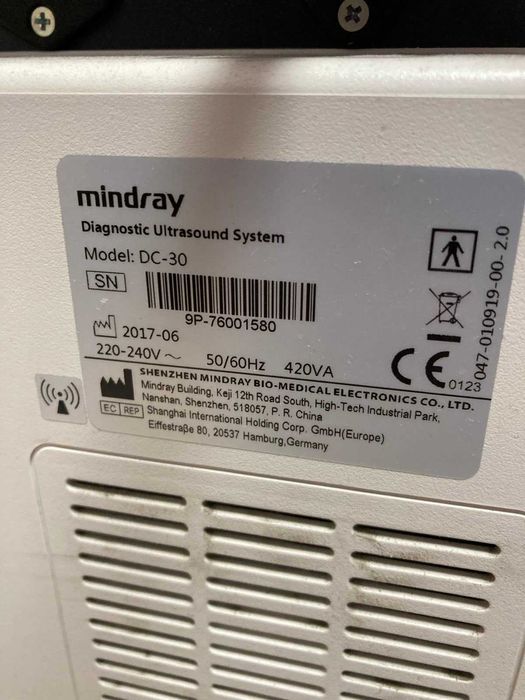 mindray
Diagnostic Ultrasound System
Model: DC-30
SN
9P-76001580
2017-06
220-240V ~ 50/60Hz 420VA
CE 0123
047-010919-00- 2.0
SHENZHEN MINDRAY BIO-MEDICAL ELECTRONICS CO., LTD.
Mindray Building, Keji 12th Road South, High-Tech Industrial Park,
Nanshan, Shenzhen, 518057, P. R. China
EC REP Shanghai International Holding Corp. GmbH(Europe)
Eiffestraße 80, 20537 Hamburg,Germany